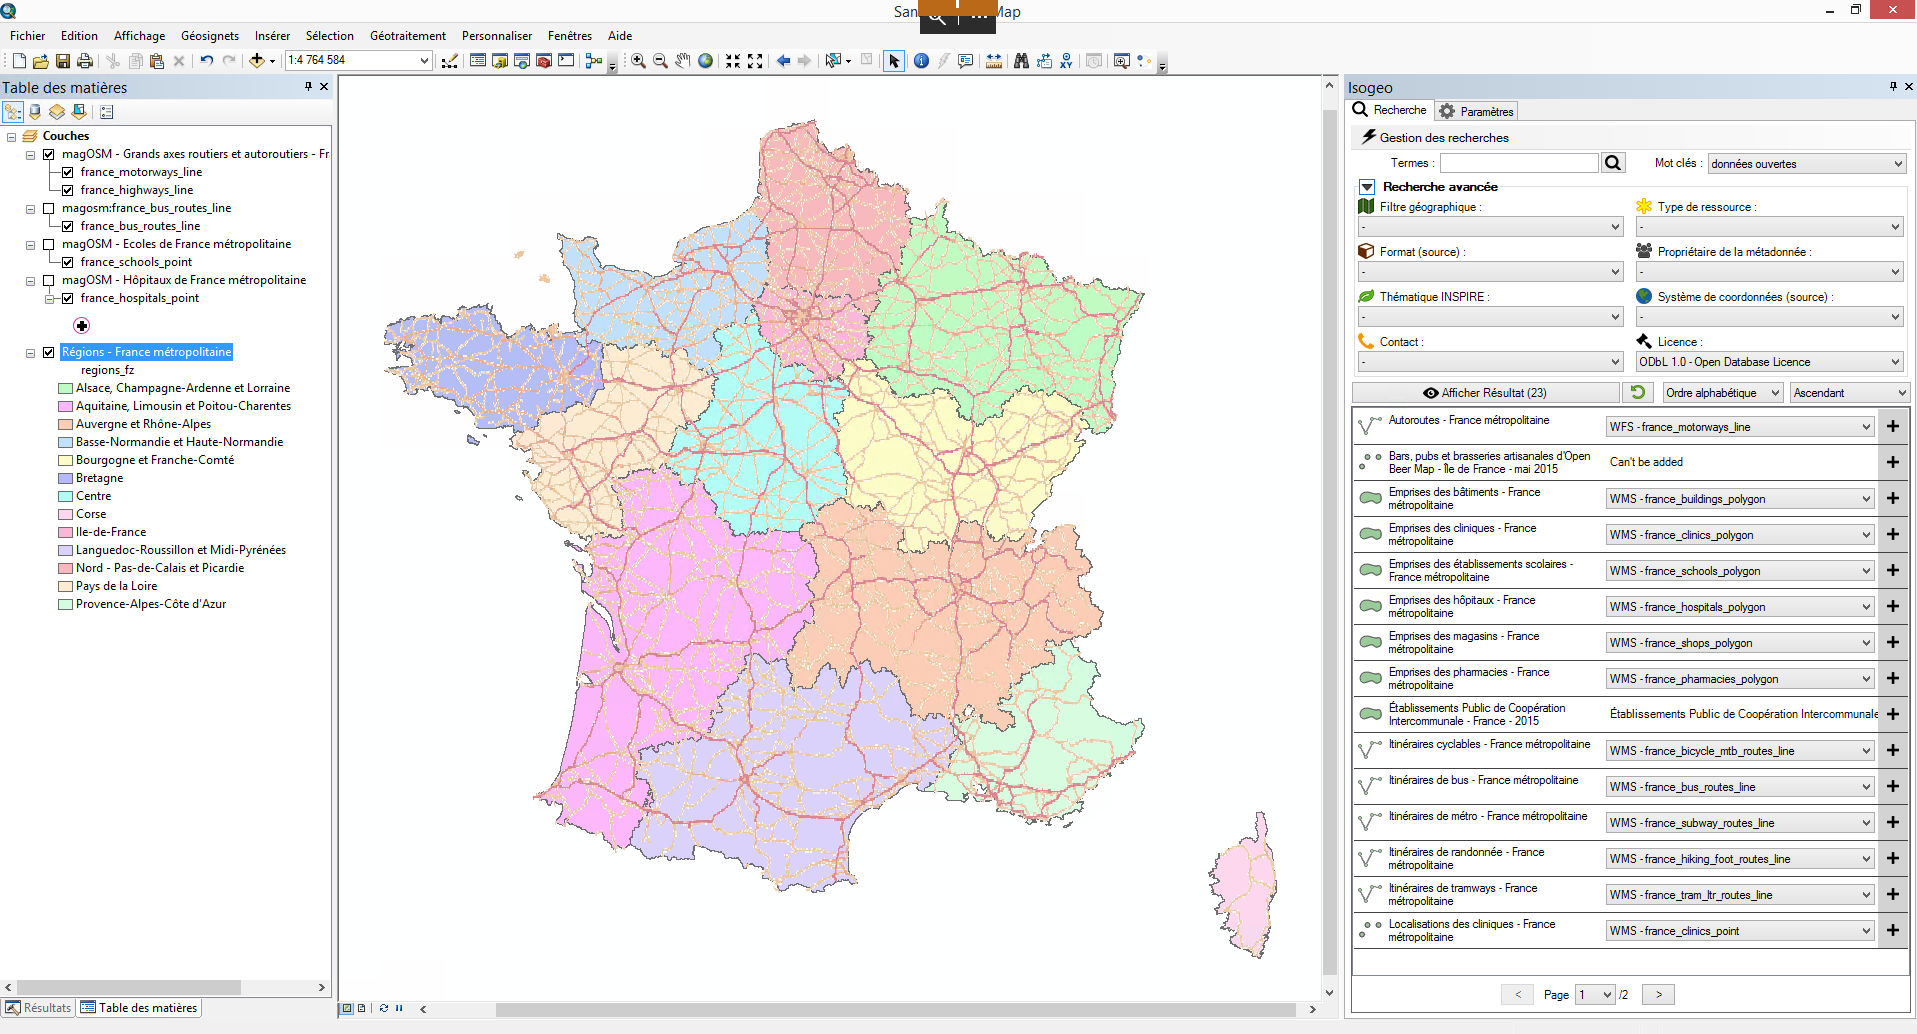 San Map
Fichier Edition Affichage Géosignets Insérer Sélection Géotraitement Personnaliser Fenêtres Aide
1:4 764 584
Table des matières
Couches
magOSM - Grands axes routiers et autoroutiers - Fr
france_motorways_line
france_highways_line
magosm:france_bus_routes_line
france_bus_routes_line
magOSM - Ecoles de France métropolitaine
france_schools_point
magOSM - Hôpitaux de France métropolitaine
france_hospitals_point
Régions - France métropolitaine
regions_fz
Alsace, Champagne-Ardenne et Lorraine
Aquitaine, Limousin et Poitou-Charentes
Auvergne et Rhône-Alpes
Basse-Normandie et Haute-Normandie
Bourgogne et Franche-Comté
Bretagne
Centre
Corse
Ile-de-France
Languedoc-Roussillon et Midi-Pyrénées
Nord - Pas-de-Calais et Picardie
Pays de la Loire
Provence-Alpes-Côte d'Azur
Résultats Table des matières
Isogeo
Recherche Paramètres
Gestion des recherches
Termes : Mot clés : données ouvertes
Recherche avancée
Filtre géographique : Type de ressource :
- -
Format (source) : Propriétaire de la métadonnée :
- -
Thématique INSPIRE : Système de coordonnées (source) :
- -
Contact : Licence :
- ODbL 1.0 - Open Database Licence
Afficher Résultat (23) Ordre alphabétique Ascendant
Autoroutes - France métropolitaine WFS - france_motorways_line
Bars, pubs et brasseries artisanales d'Open
Beer Map - Île de France - mai 2015 Can't be added
Emprises des bâtiments - France
métropolitaine WMS - france_buildings_polygon
Emprises des cliniques - France
métropolitaine WMS - france_clinics_polygon
Emprises des établissements scolaires -
France métropolitaine WMS - france_schools_polygon
Emprises des hôpitaux - France
métropolitaine WMS - france_hospitals_polygon
Emprises des magasins - France
métropolitaine WMS - france_shops_polygon
Emprises des pharmacies - France
métropolitaine WMS - france_pharmacies_polygon
Établissements Public de Coopération
Intercommunale - France - 2015 Établissements Public de Coopération Intercommunale
Itinéraires cyclables - France métropolitaine WMS - france_bicycle_mtb_routes_line
Itinéraires de bus - France métropolitaine WMS - france_bus_routes_line
Itinéraires de métro - France métropolitaine WMS - france_subway_routes_line
Itinéraires de randonnée - France
métropolitaine WMS - france_hiking_foot_routes_line
Itinéraires de tramways - France
métropolitaine WMS - france_tram_ltr_routes_line
Localisations des cliniques - France
métropolitaine WMS - france_clinics_point
< Page 1 /2 >